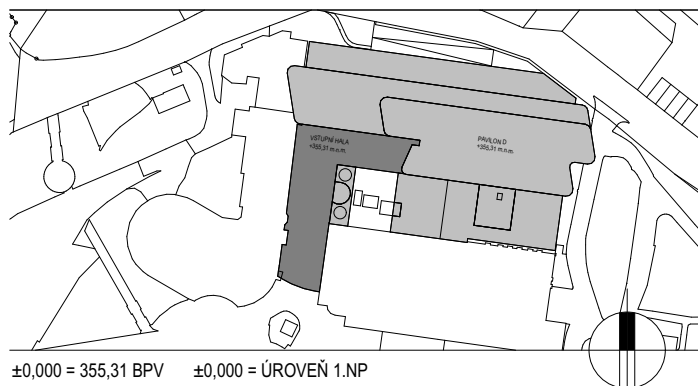 VSTUPNÍ HALA
+355,31 m.n.m.
PAVILON D
+355,31 m.n.m.
±0,000 = 355,31 BPV ±0,000 = ÚROVEŇ 1.NP